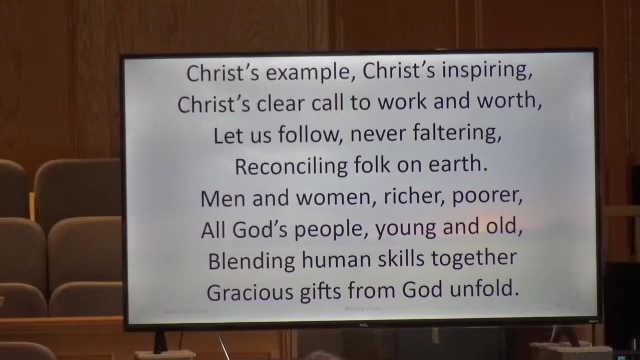 Christ's example, Christ's inspiring,
Christ's clear call to work and worth,
Let us follow, never faltering,
Reconciling folk on earth.
Men and women, richer, poorer,
All God's people, young and old,
Blending human skills together
Gracious gifts from God unfold.
TCL